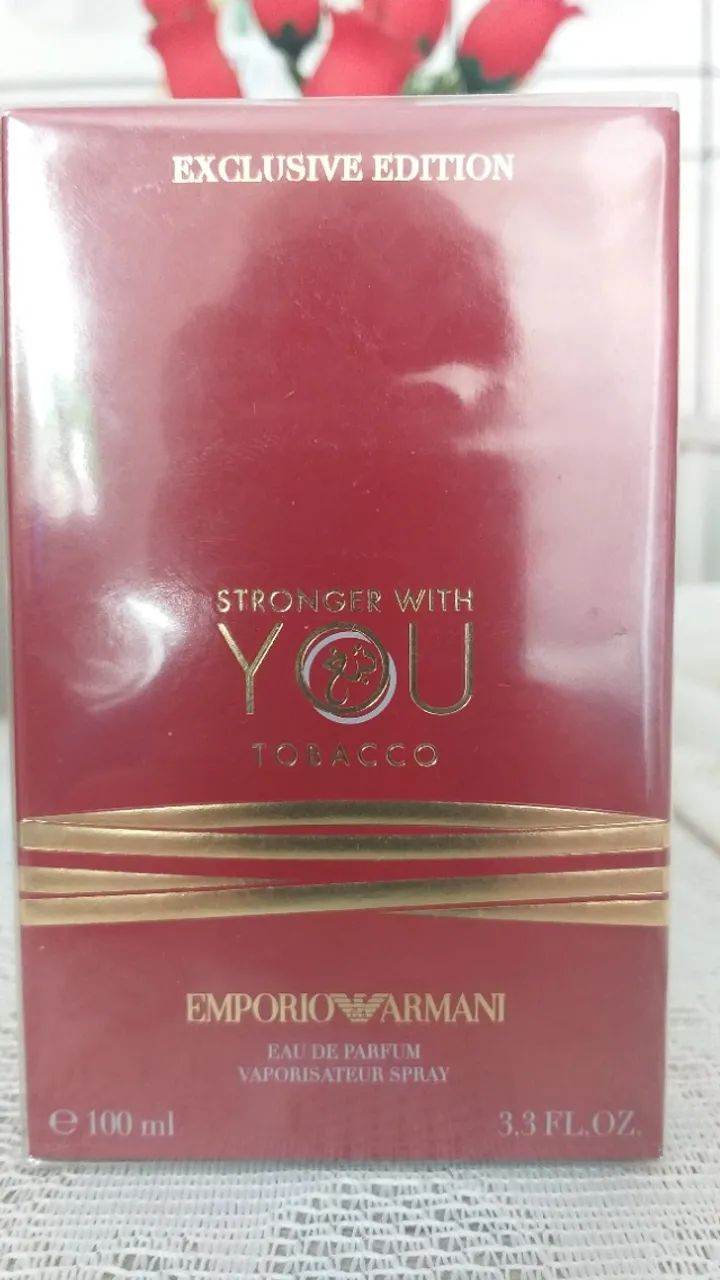 EXCLUSIVE EDITION
STRONGER WITH
YOU
TOBACCO
EMPORIO ARMANI
EAU DE PARFUM
VAPORISATEUR SPRAY
℮ 100 ml
3.3 FL.OZ.